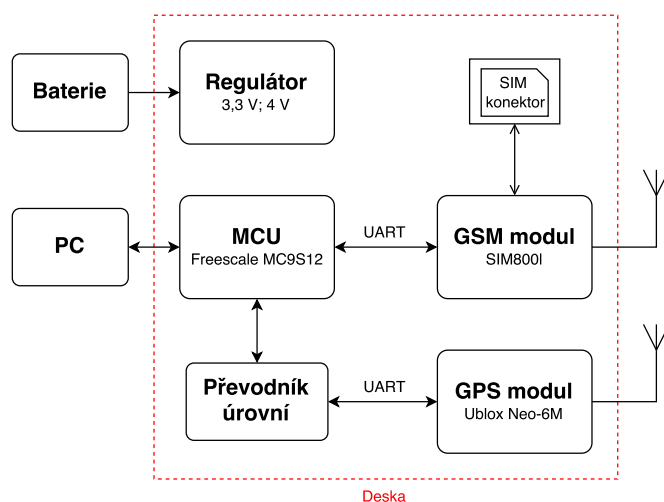 Baterie
Regulátor
3,3 V; 4 V
SIM
konektor
PC
MCU
Freescale MC9S12
UART
GSM modul
SIM800l
Převodník
úrovní
UART
GPS modul
Ublox Neo-6M
Deska